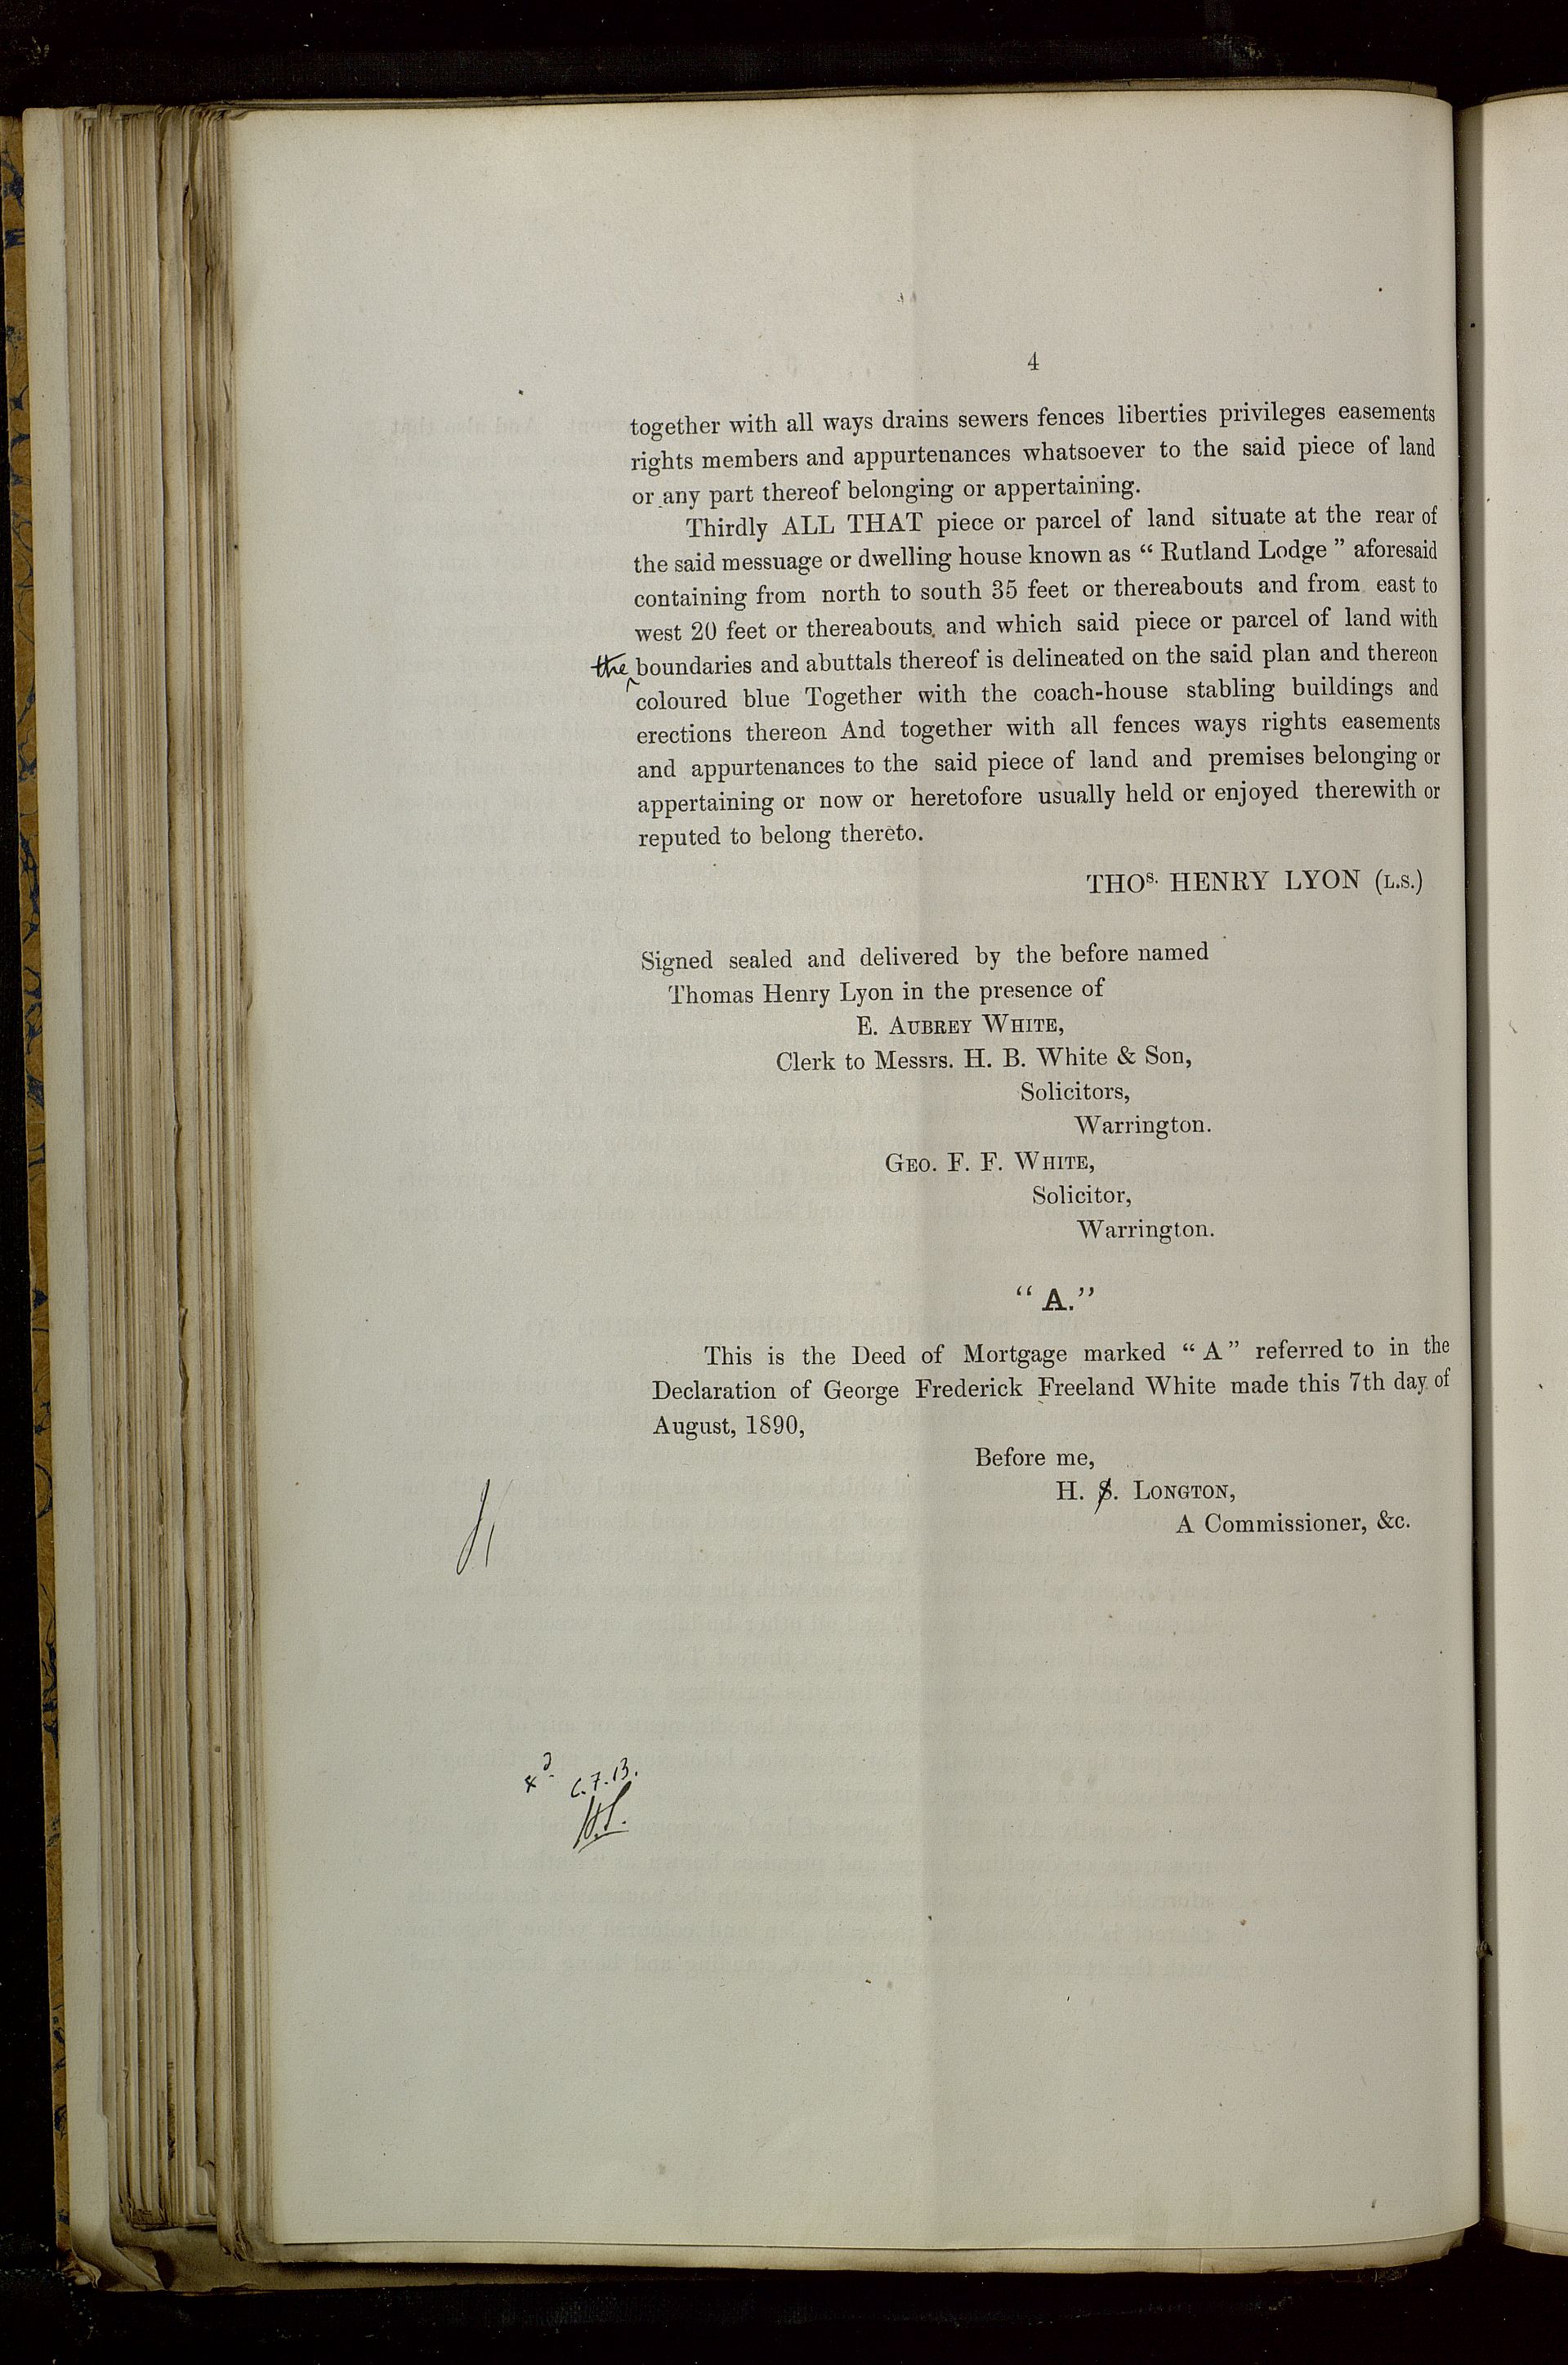 4
together with all ways drains sewers fences liberties privileges easements
rights members and appurtenances whatsoever to the said piece of land
or any part thereof belonging or appertaining.
Thirdly ALL THAT piece or parcel of land situate at the rear of
the said messuage or dwelling house known as “ Rutland Lodge ” aforesaid
containing from north to south 35 feet or thereabouts and from east to
west 20 feet or thereabouts. and which said piece or parcel of land with
the boundaries and abuttals thereof is delineated on the said plan and thereon
coloured blue Together with the coach-house stabling buildings and
erections thereon And together with all fences ways rights easements
and appurtenances to the said piece of land and premises belonging or
appertaining or now or heretofore usually held or enjoyed therewith or
reputed to belong thereto.
THOS. HENRY LYON (L.S.)
Signed sealed and delivered by the before named
Thomas Henry Lyon in the presence of
E. AUBREY WHITE,
Clerk to Messrs. H. B. White & Son,
Solicitors,
Warrington.
GEO. F. F. WHITE,
Solicitor,
Warrington.
“ A.”
This is the Deed of Mortgage marked “ A ” referred to in the
Declaration of George Frederick Freeland White made this 7th day of
August, 1890,
Before me,
H. S. LONGTON,
A Commissioner, &c.
6.7.13.